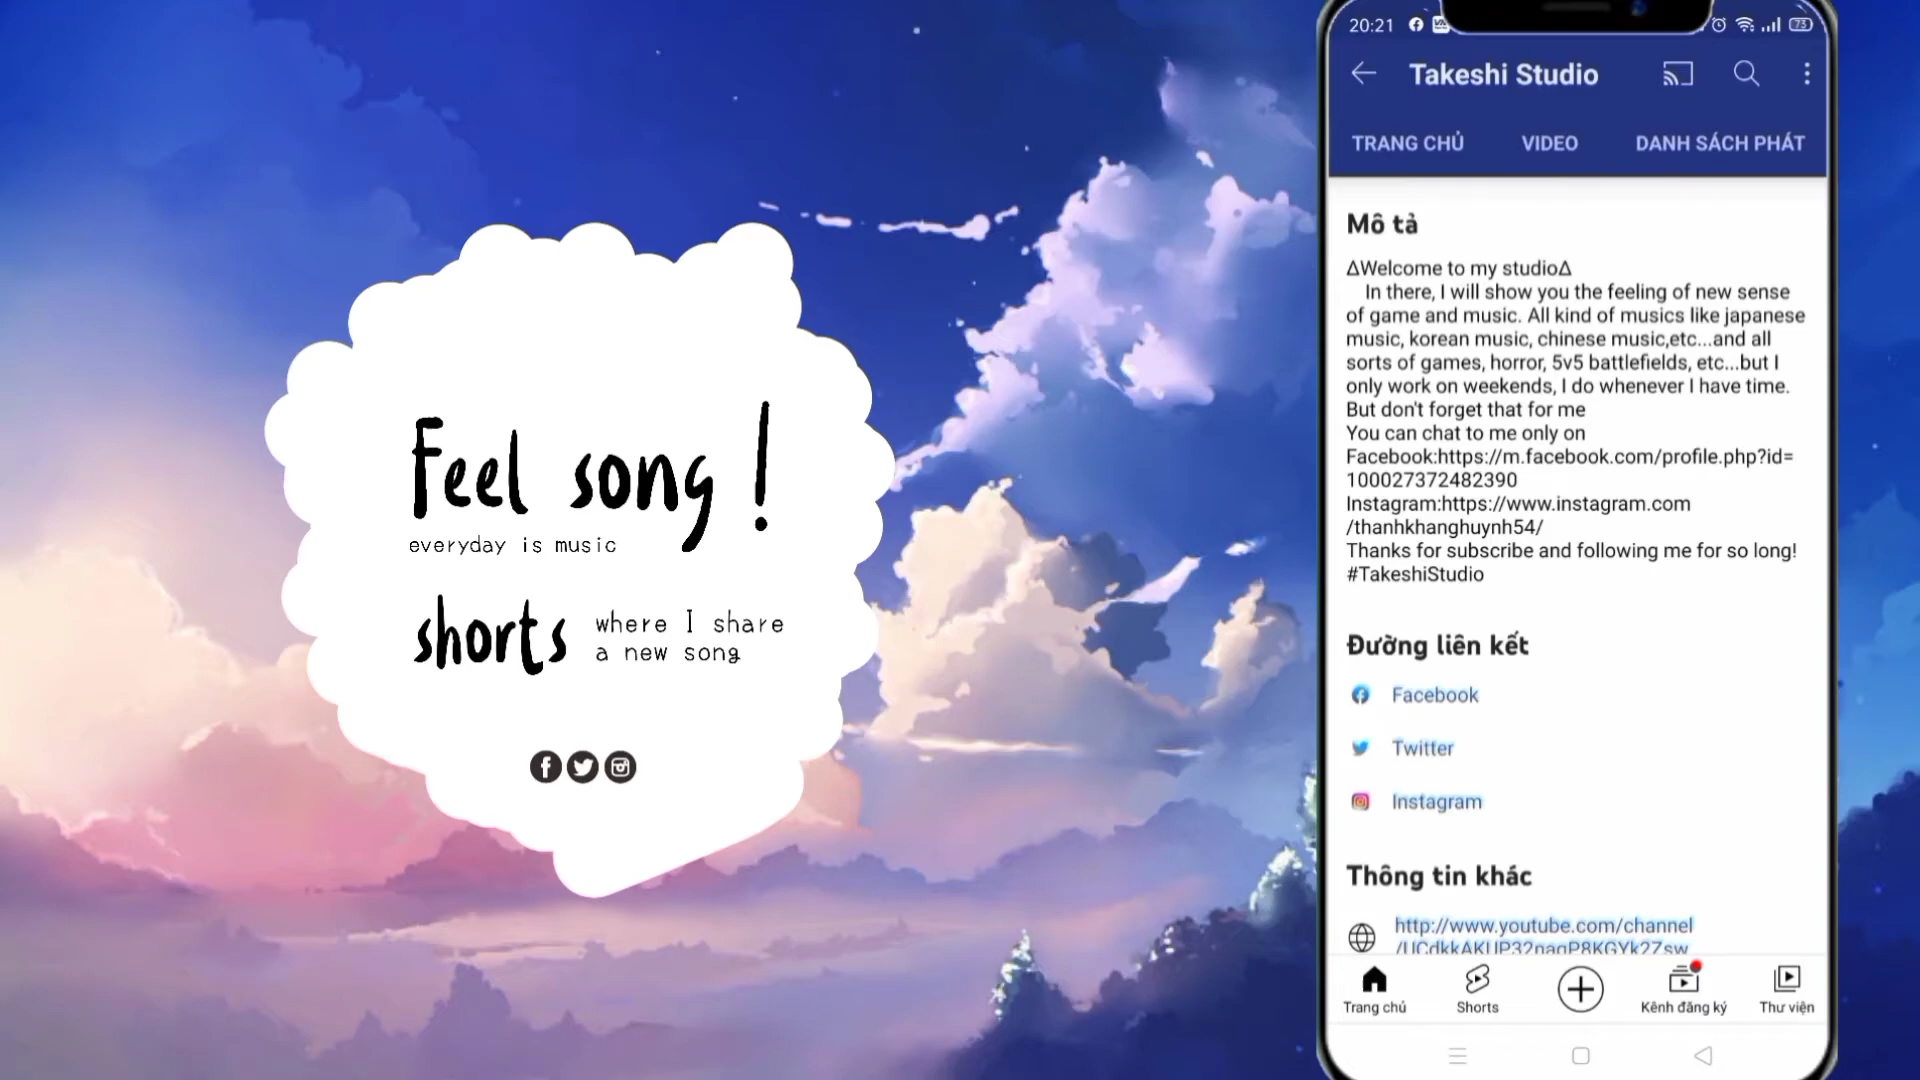 Feel song !
everyday is music
shorts
where I share
a new song
20:21
Takeshi Studio
TRANG CHỦ VIDEO DANH SÁCH PHÁT
Mô tả
∆Welcome to my studio∆
In there, I will show you the feeling of new sense
of game and music. All kind of musics like japanese
music, korean music, chinese music,etc...and all
sorts of games, horror, 5v5 battlefields, etc...but I
only work on weekends, I do whenever I have time.
But don't forget that for me
You can chat to me only on
Facebook:https://m.facebook.com/profile.php?id=
100027372482390
Instagram:https://www.instagram.com
/thanhkhanghuynh54/
Thanks for subscribe and following me for so long!
#TakeshiStudio
Đường liên kết
Facebook
Twitter
Instagram
Thông tin khác
http://www.youtube.com/channel
Trang chủ Shorts Kênh đăng ký Thư viện